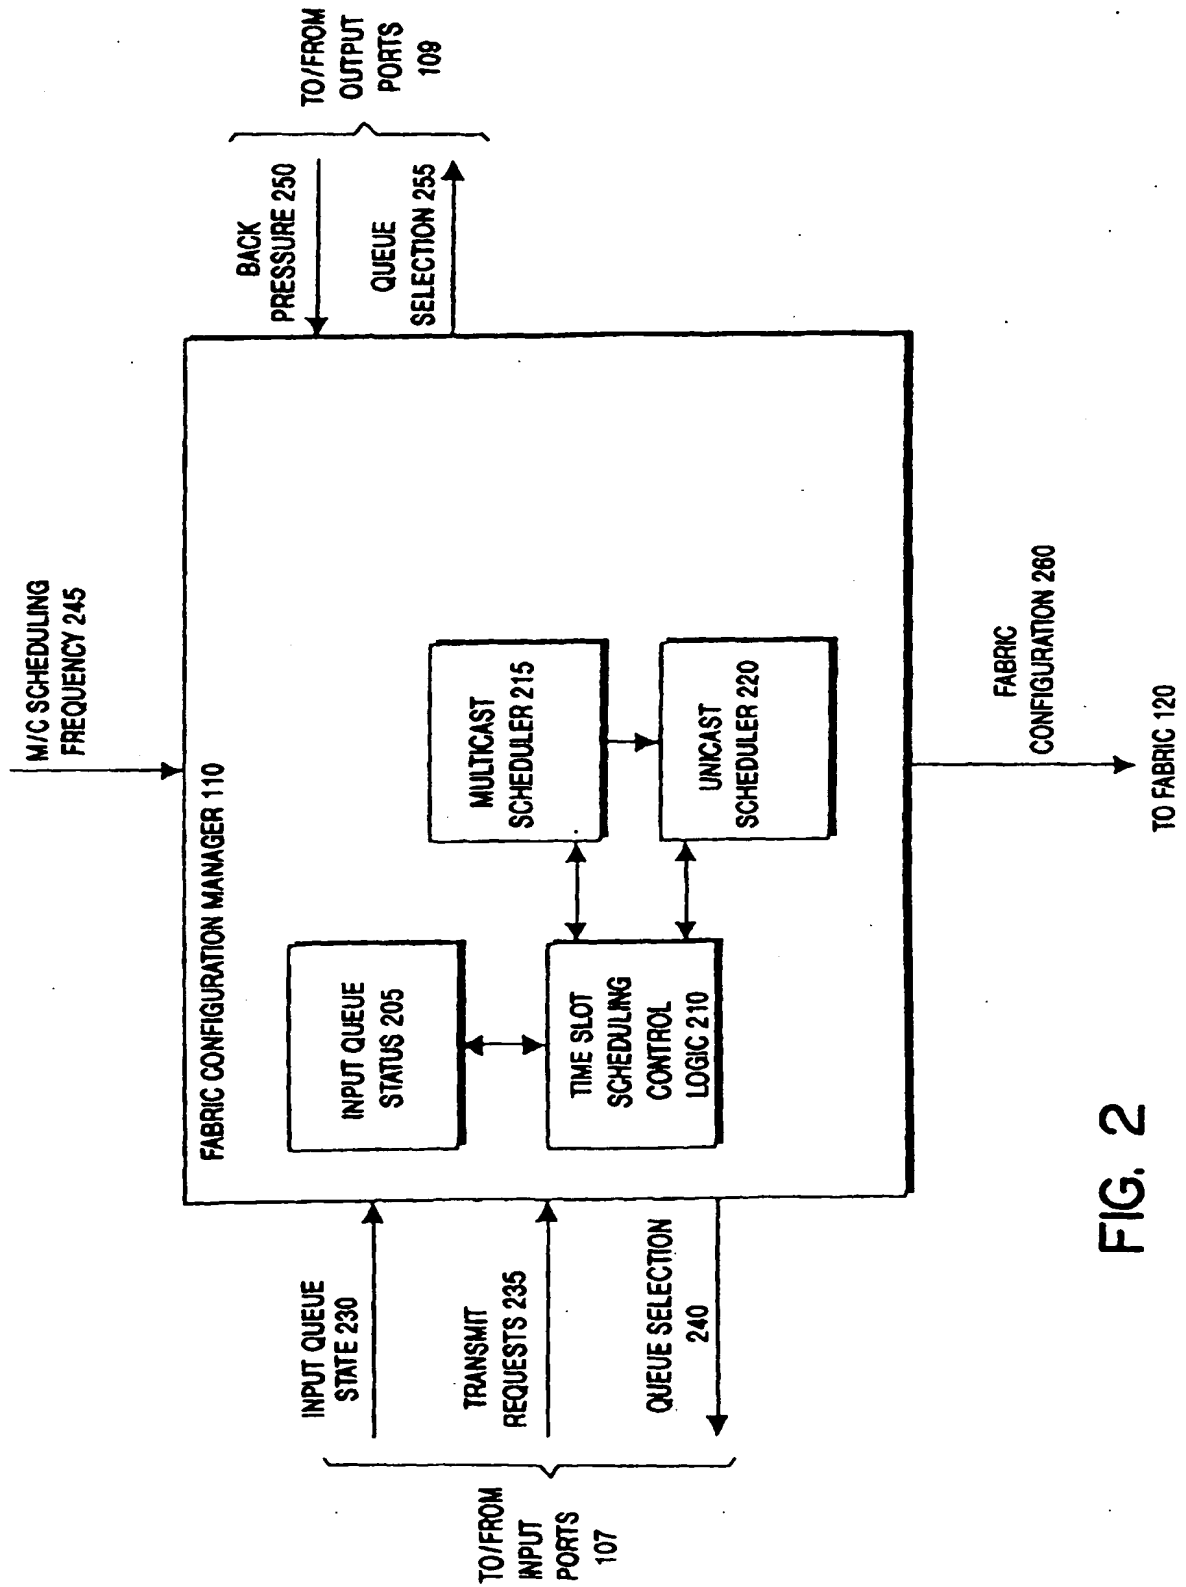 M/C SCHEDULING
FREQUENCY 245
FABRIC CONFIGURATION MANAGER 110
INPUT QUEUE
STATE 230
TRANSMIT
REQUESTS 235
QUEUE SELECTION
240
TO/FROM
INPUT
PORTS
107
INPUT QUEUE
STATUS 205
TIME SLOT
SCHEDULING
CONTROL
LOGIC 210
MULTICAST
SCHEDULER 215
UNICAST
SCHEDULER 220
BACK
PRESSURE 250
QUEUE
SELECTION 255
TO/FROM
OUTPUT
PORTS
109
FABRIC
CONFIGURATION 260
TO FABRIC 120
FIG. 2